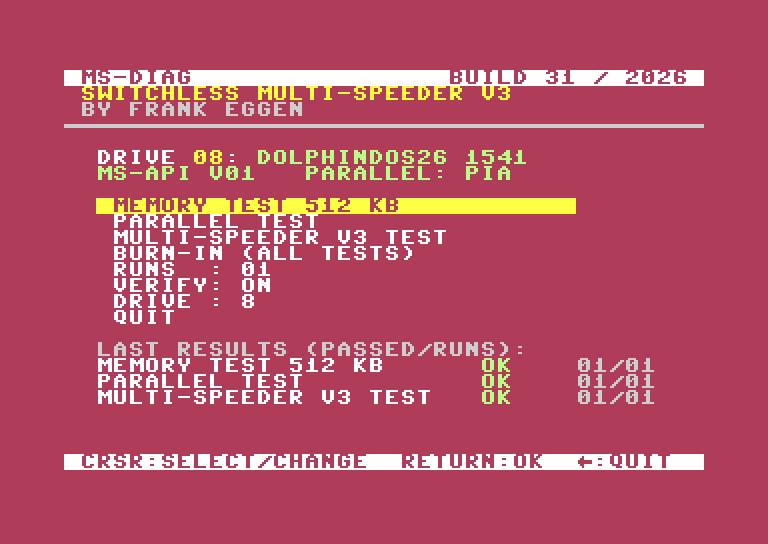 MS-DIAG BUILD 31 / 2026
SWITCHLESS MULTI-SPEEDER V3
BY FRANK EGGEN
DRIVE 08: DOLPHINDOS26 1541
MS-API V01 PARALLEL: PIA
MEMORY TEST 512 KB
PARALLEL TEST
MULTI-SPEEDER V3 TEST
BURN-IN (ALL TESTS)
RUNS : 01
VERIFY: ON
DRIVE : 8
QUIT
LAST RESULTS (PASSED/RUNS):
MEMORY TEST 512 KB OK 01/01
PARALLEL TEST OK 01/01
MULTI-SPEEDER V3 TEST OK 01/01
CRSR:SELECT/CHANGE RETURN:OK ←:QUIT